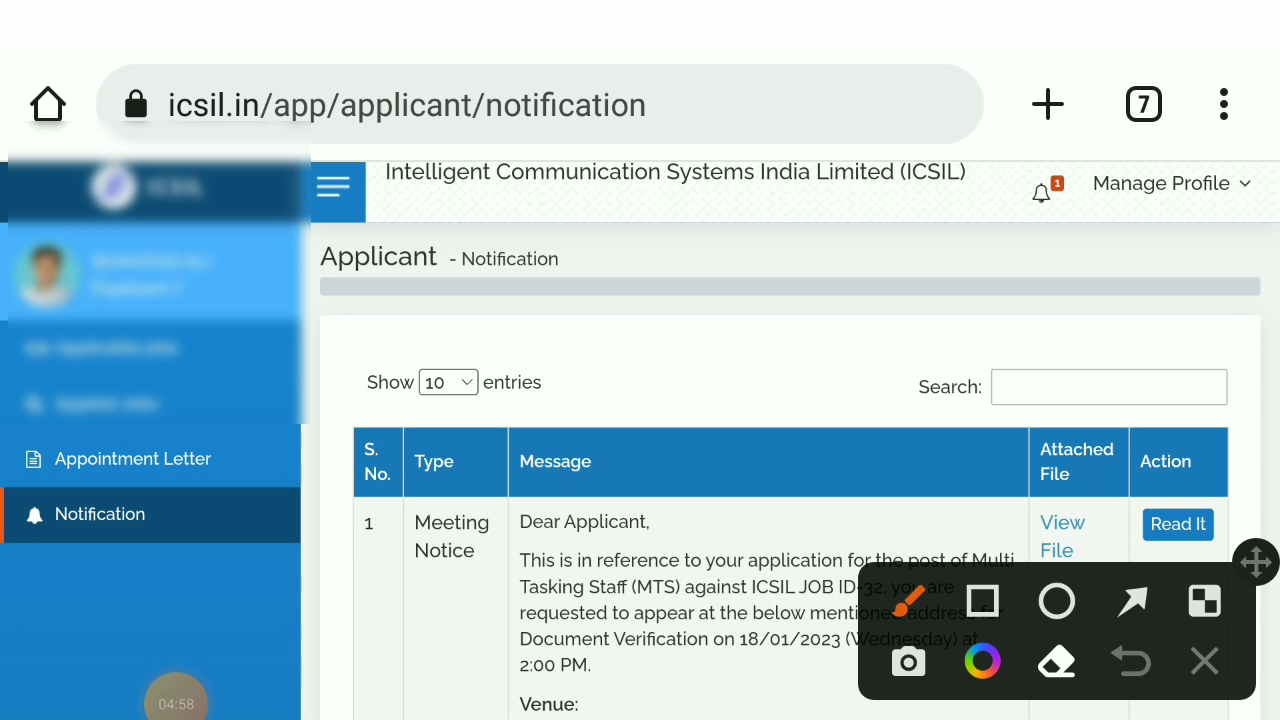 icsil.in/app/applicant/notification
7
ICSIL
Intelligent Communication Systems India Limited (ICSIL)
1
Manage Profile
Applicant - Notification
Show 10 entries
Search:
Appointment Letter
Notification
S. No.
Type
Message
Attached File
Action
1
Meeting Notice
Dear Applicant,
This is in reference to your application for the post of Multi
Tasking Staff (MTS) against ICSIL JOB ID-32, you are
requested to appear at the below mentioned address for
Document Verification on 18/01/2023 (Wednesday) at
2:00 PM.
Venue:
View File
Read It
04:58